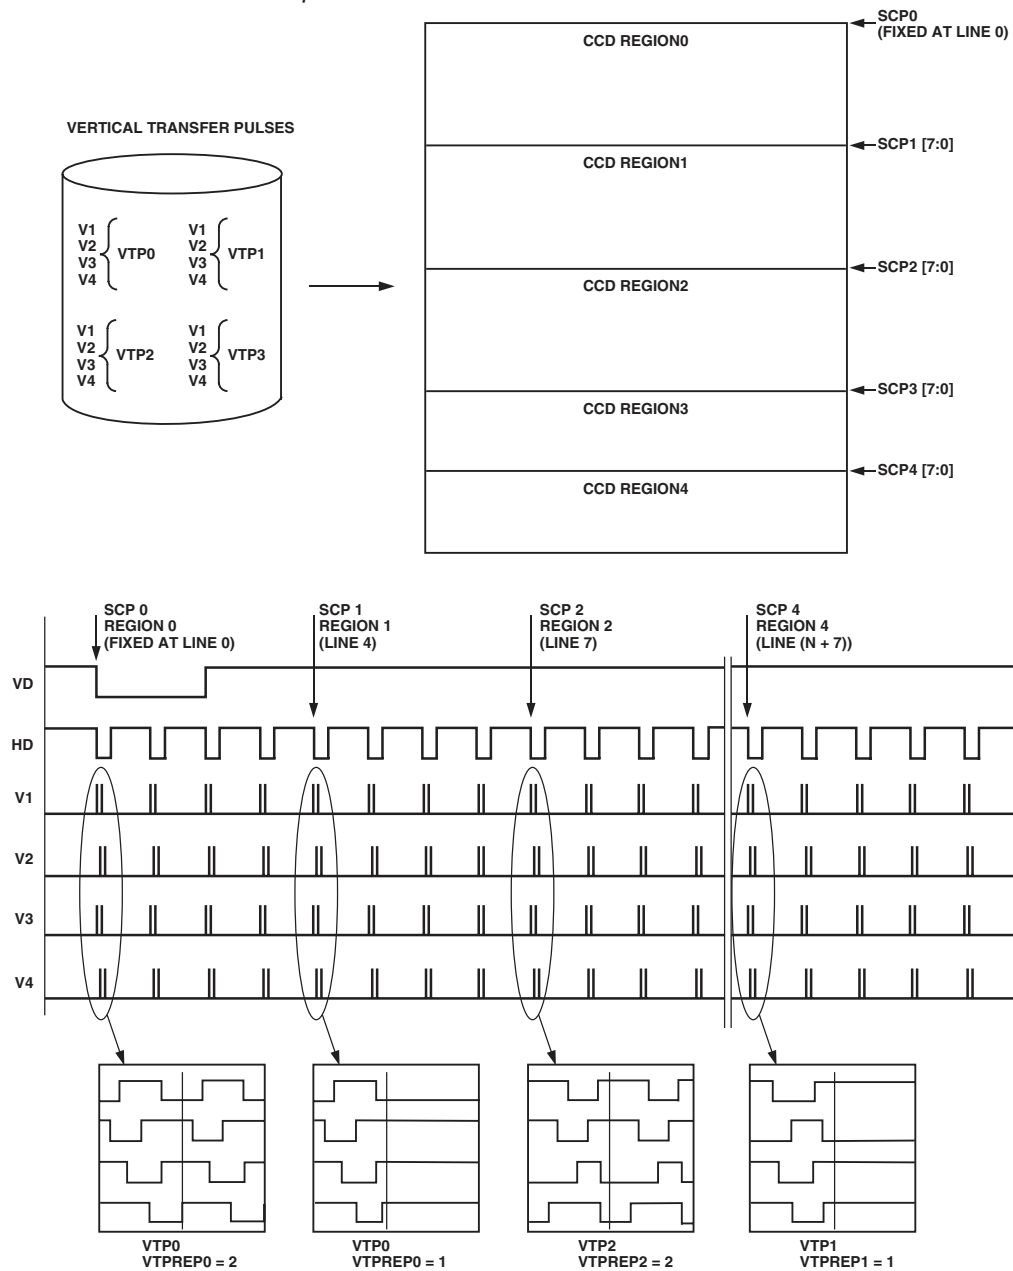 SCP0
(FIXED AT LINE 0)
CCD REGION0
VERTICAL TRANSFER PULSES
SCP1 [7:0]
CCD REGION1
V1
V2
V3
V4
VTP0
V1
V2
V3
V4
VTP1
SCP2 [7:0]
CCD REGION2
V1
V2
V3
V4
VTP2
V1
V2
V3
V4
VTP3
SCP3 [7:0]
CCD REGION3
SCP4 [7:0]
CCD REGION4
SCP 0
REGION 0
(FIXED AT LINE 0)
SCP 1
REGION 1
(LINE 4)
SCP 2
REGION 2
(LINE 7)
SCP 4
REGION 4
(LINE (N + 7))
VD
HD
V1
V2
V3
V4
VTP0
VTPREP0 = 2
VTP0
VTPREP0 = 1
VTP2
VTPREP2 = 2
VTP1
VTPREP1 = 1